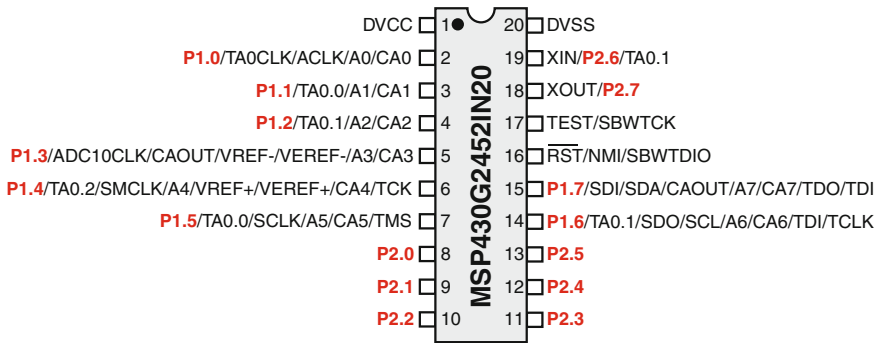 DVCC 1 20 DVSS
P1.0/TA0CLK/ACLK/A0/CA0 2 19 XIN/P2.6/TA0.1
P1.1/TA0.0/A1/CA1 3 18 XOUT/P2.7
P1.2/TA0.1/A2/CA2 4 17 TEST/SBWTCK
P1.3/ADC10CLK/CAOUT/VREF-/VEREF-/A3/CA3 5 16 RST/NMI/SBWTDIO
P1.4/TA0.2/SMCLK/A4/VREF+/VEREF+/CA4/TCK 6 15 P1.7/SDI/SDA/CAOUT/A7/CA7/TDO/TDI
P1.5/TA0.0/SCLK/A5/CA5/TMS 7 14 P1.6/TA0.1/SDO/SCL/A6/CA6/TDI/TCLK
P2.0 8 13 P2.5
P2.1 9 12 P2.4
P2.2 10 11 P2.3
MSP430G2452IN20